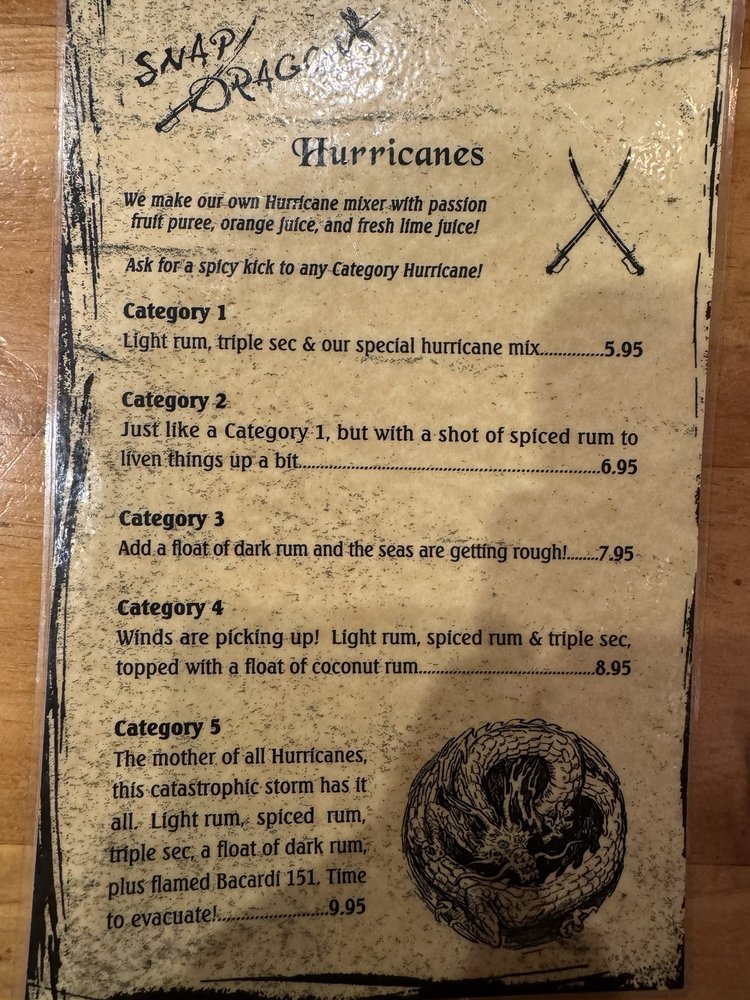 SNAP
DRAGON
Hurricanes
We make our own Hurricane mixer with passion
fruit puree, orange juice, and fresh lime juice!
Ask for a spicy kick to any Category Hurricane!
Category 1
Light rum, triple sec & our special hurricane mix..............5.95
Category 2
Just like a Category 1, but with a shot of spiced rum to
liven things up a bit.................................................................6.95
Category 3
Add a float of dark rum and the seas are getting rough!.......7.95
Category 4
Winds are picking up! Light rum, spiced rum & triple sec,
topped with a float of coconut rum.......................................8.95
Category 5
The mother of all Hurricanes,
this catastrophic storm has it
all. Light rum, spiced rum,
triple sec, a float of dark rum,
plus flamed Bacardi 151. Time
to evacuate!........................9.95